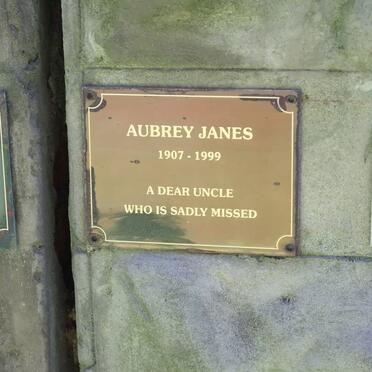 AUBREY JANES
1907 - 1999
A DEAR UNCLE
WHO IS SADLY MISSED